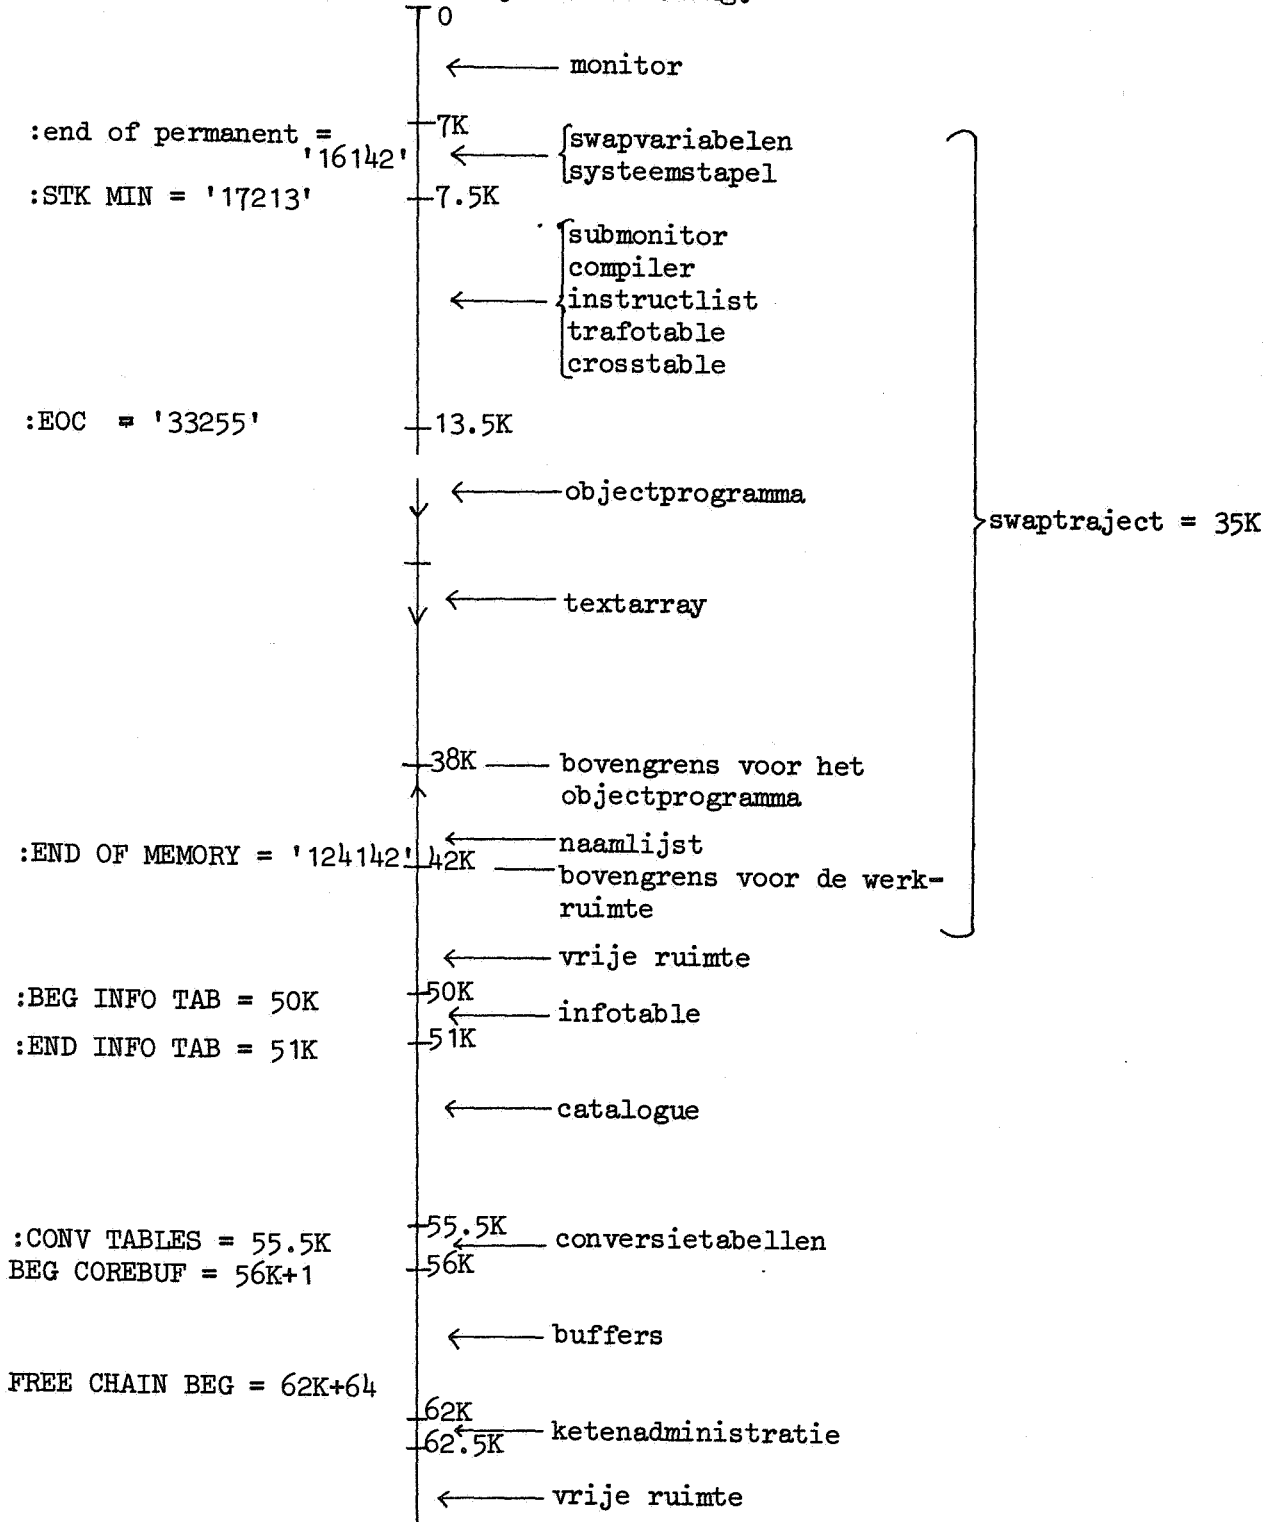 0
monitor
:end of permanent =
'16142'
7K
swapvariabelen
systeemstapel
:STK MIN = '17213'
7.5K
submonitor
compiler
instructlist
trafotable
crosstable
:EOC = '33255'
13.5K
objectprogramma
swaptraject = 35K
textarray
38K
bovengrens voor het
objectprogramma
naamlijst
:END OF MEMORY = '124142'
42K
bovengrens voor de werk-
ruimte
vrije ruimte
:BEG INFO TAB = 50K
50K
infotable
:END INFO TAB = 51K
51K
catalogue
:CONV TABLES = 55.5K
55.5K
conversietabellen
BEG COREBUF = 56K+1
56K
buffers
FREE CHAIN BEG = 62K+64
62K
ketenadministratie
62.5K
vrije ruimte